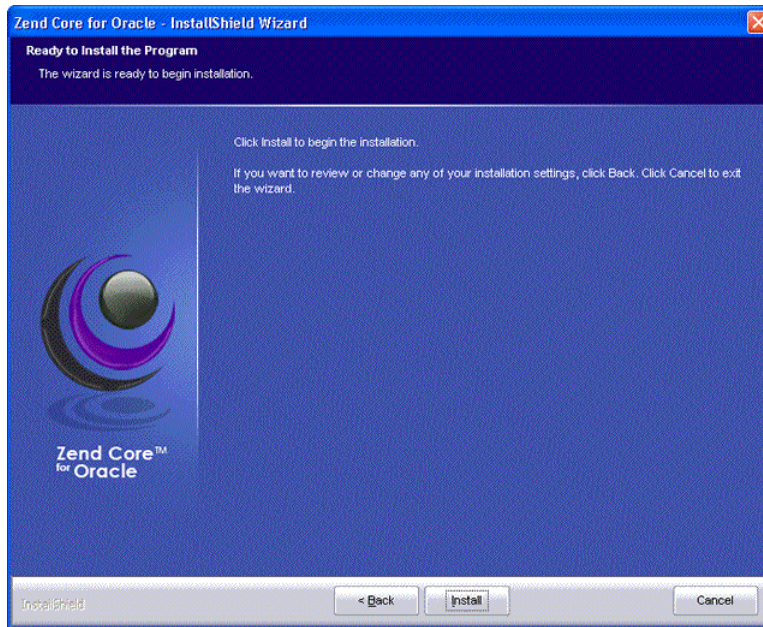 Zend Core for Oracle - InstallShield Wizard
Ready to Install the Program
The wizard is ready to begin installation.
Click Install to begin the installation.
If you want to review or change any of your installation settings, click Back. Click Cancel to exit
the wizard.
Zend Core™
for Oracle
InstallShield
< Back
Install
Cancel